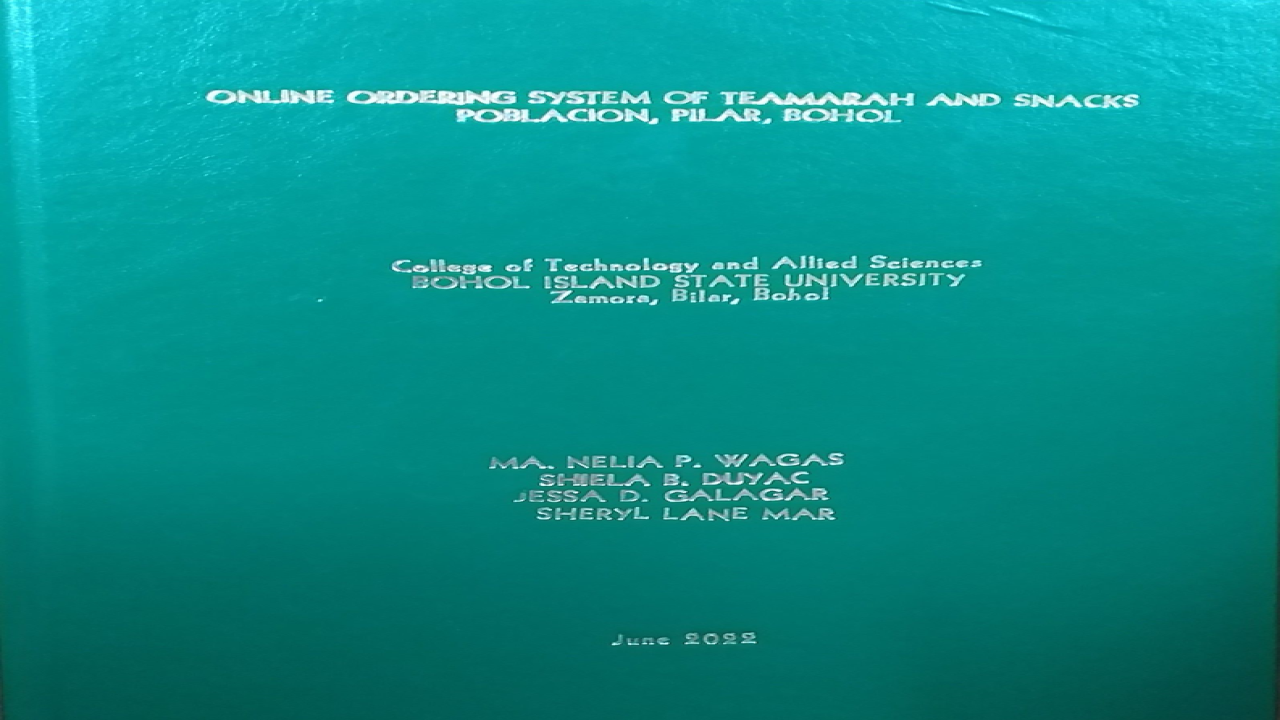 ONLINE ORDERING SYSTEM OF TEAMARAH AND SNACKS
POBLACION, PILAR, BOHOL
College of Technology and Allied Sciences
BOHOL ISLAND STATE UNIVERSITY
Zamora, Bilar, Bohol
MA. NELIA P. WAGAS
SHIELA B. DUYAC
JESSA D. GALAGAR
SHERYL LANE MAR
June 2022